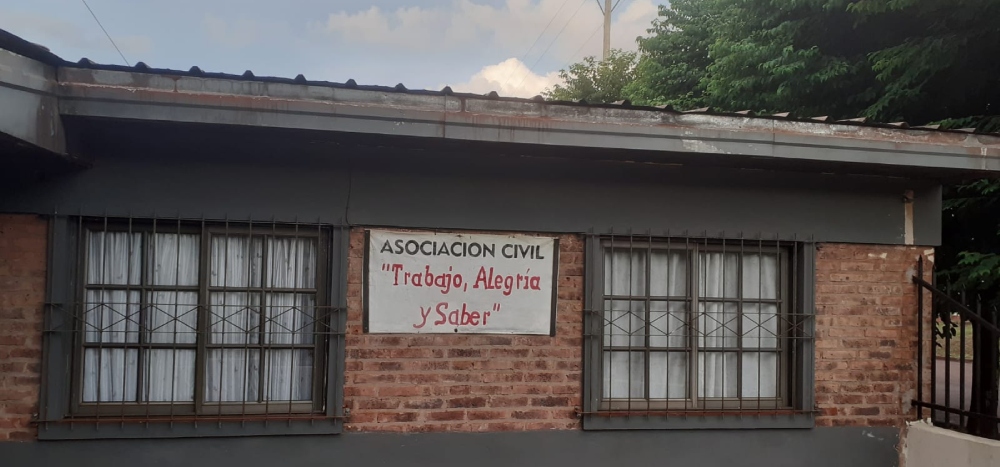 ASOCIACION CIVIL
"Trabajo, Alegría
y Saber"